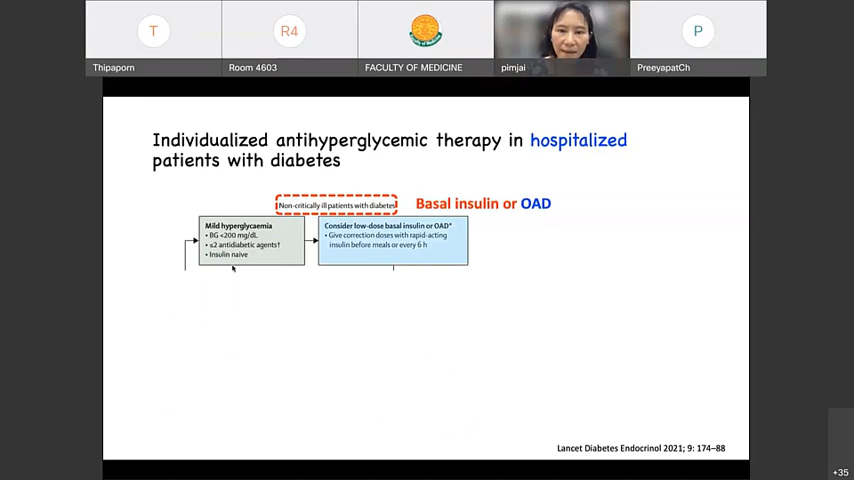 T
R4
P
Thipaporn
Room 4603
FACULTY OF MEDICINE
pimjai
PreeyapatCh
Individualized antihyperglycemic therapy in hospitalized
patients with diabetes
Non-critically ill patients with diabetes
Basal insulin or OAD
Mild hyperglycaemia
• BG <200 mg/dL
• ≤2 antidiabetic agents†
• Insulin naive
Consider low-dose basal insulin or OAD*
• Give correction doses with rapid-acting
insulin before meals or every 6 h
Lancet Diabetes Endocrinol 2021; 9: 174–88
+35